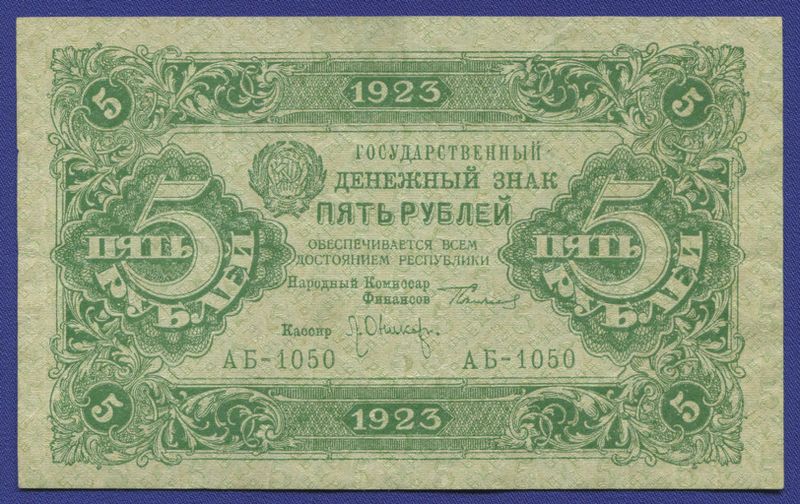 5 1923 5
ГОСУДАРСТВЕННЫЙ
ДЕНЕЖНЫЙ ЗНАК
ПЯТЬ РУБЛЕЙ
ОБЕСПЕЧИВАЕТСЯ ВСЕМ
ДОСТОЯНИЕМ РЕСПУБЛИКИ
5 ПЯТЬ РУБЛЕЙ
5 ПЯТЬ РУБЛЕЙ
Народный Комиссар
Финансов
Кассир
АБ-1050 АБ-1050
5 1923 5